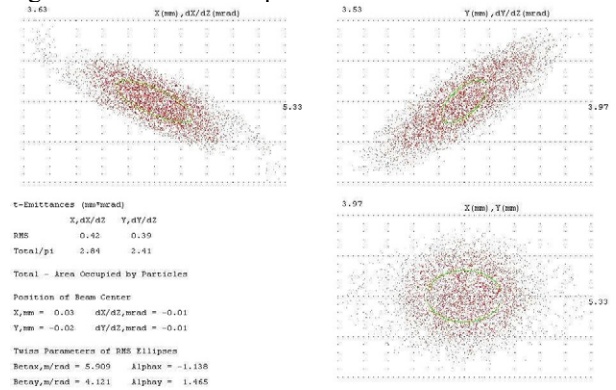 3.63 X(mm),dX/dZ(mrad)
5.33
3.53 Y(mm),dY/dZ(mrad)
3.97
t-Emittances (mm*mrad)
X,dX/dZ Y,dY/dZ
RMS 0.42 0.39
Total/pi 2.84 2.41
Total - Area Occupied by Particles
Position of Beam Center
X,mm = 0.03 dX/dZ,mrad = -0.01
Y,mm = -0.02 dY/dZ,mrad = -0.01
Twiss Parameters of RMS Ellipses
Betax,m/rad = 5.909 Alphax = -1.138
Betay,m/rad = 4.121 Alphay = 1.465
3.97 X(mm),Y(mm)
5.33